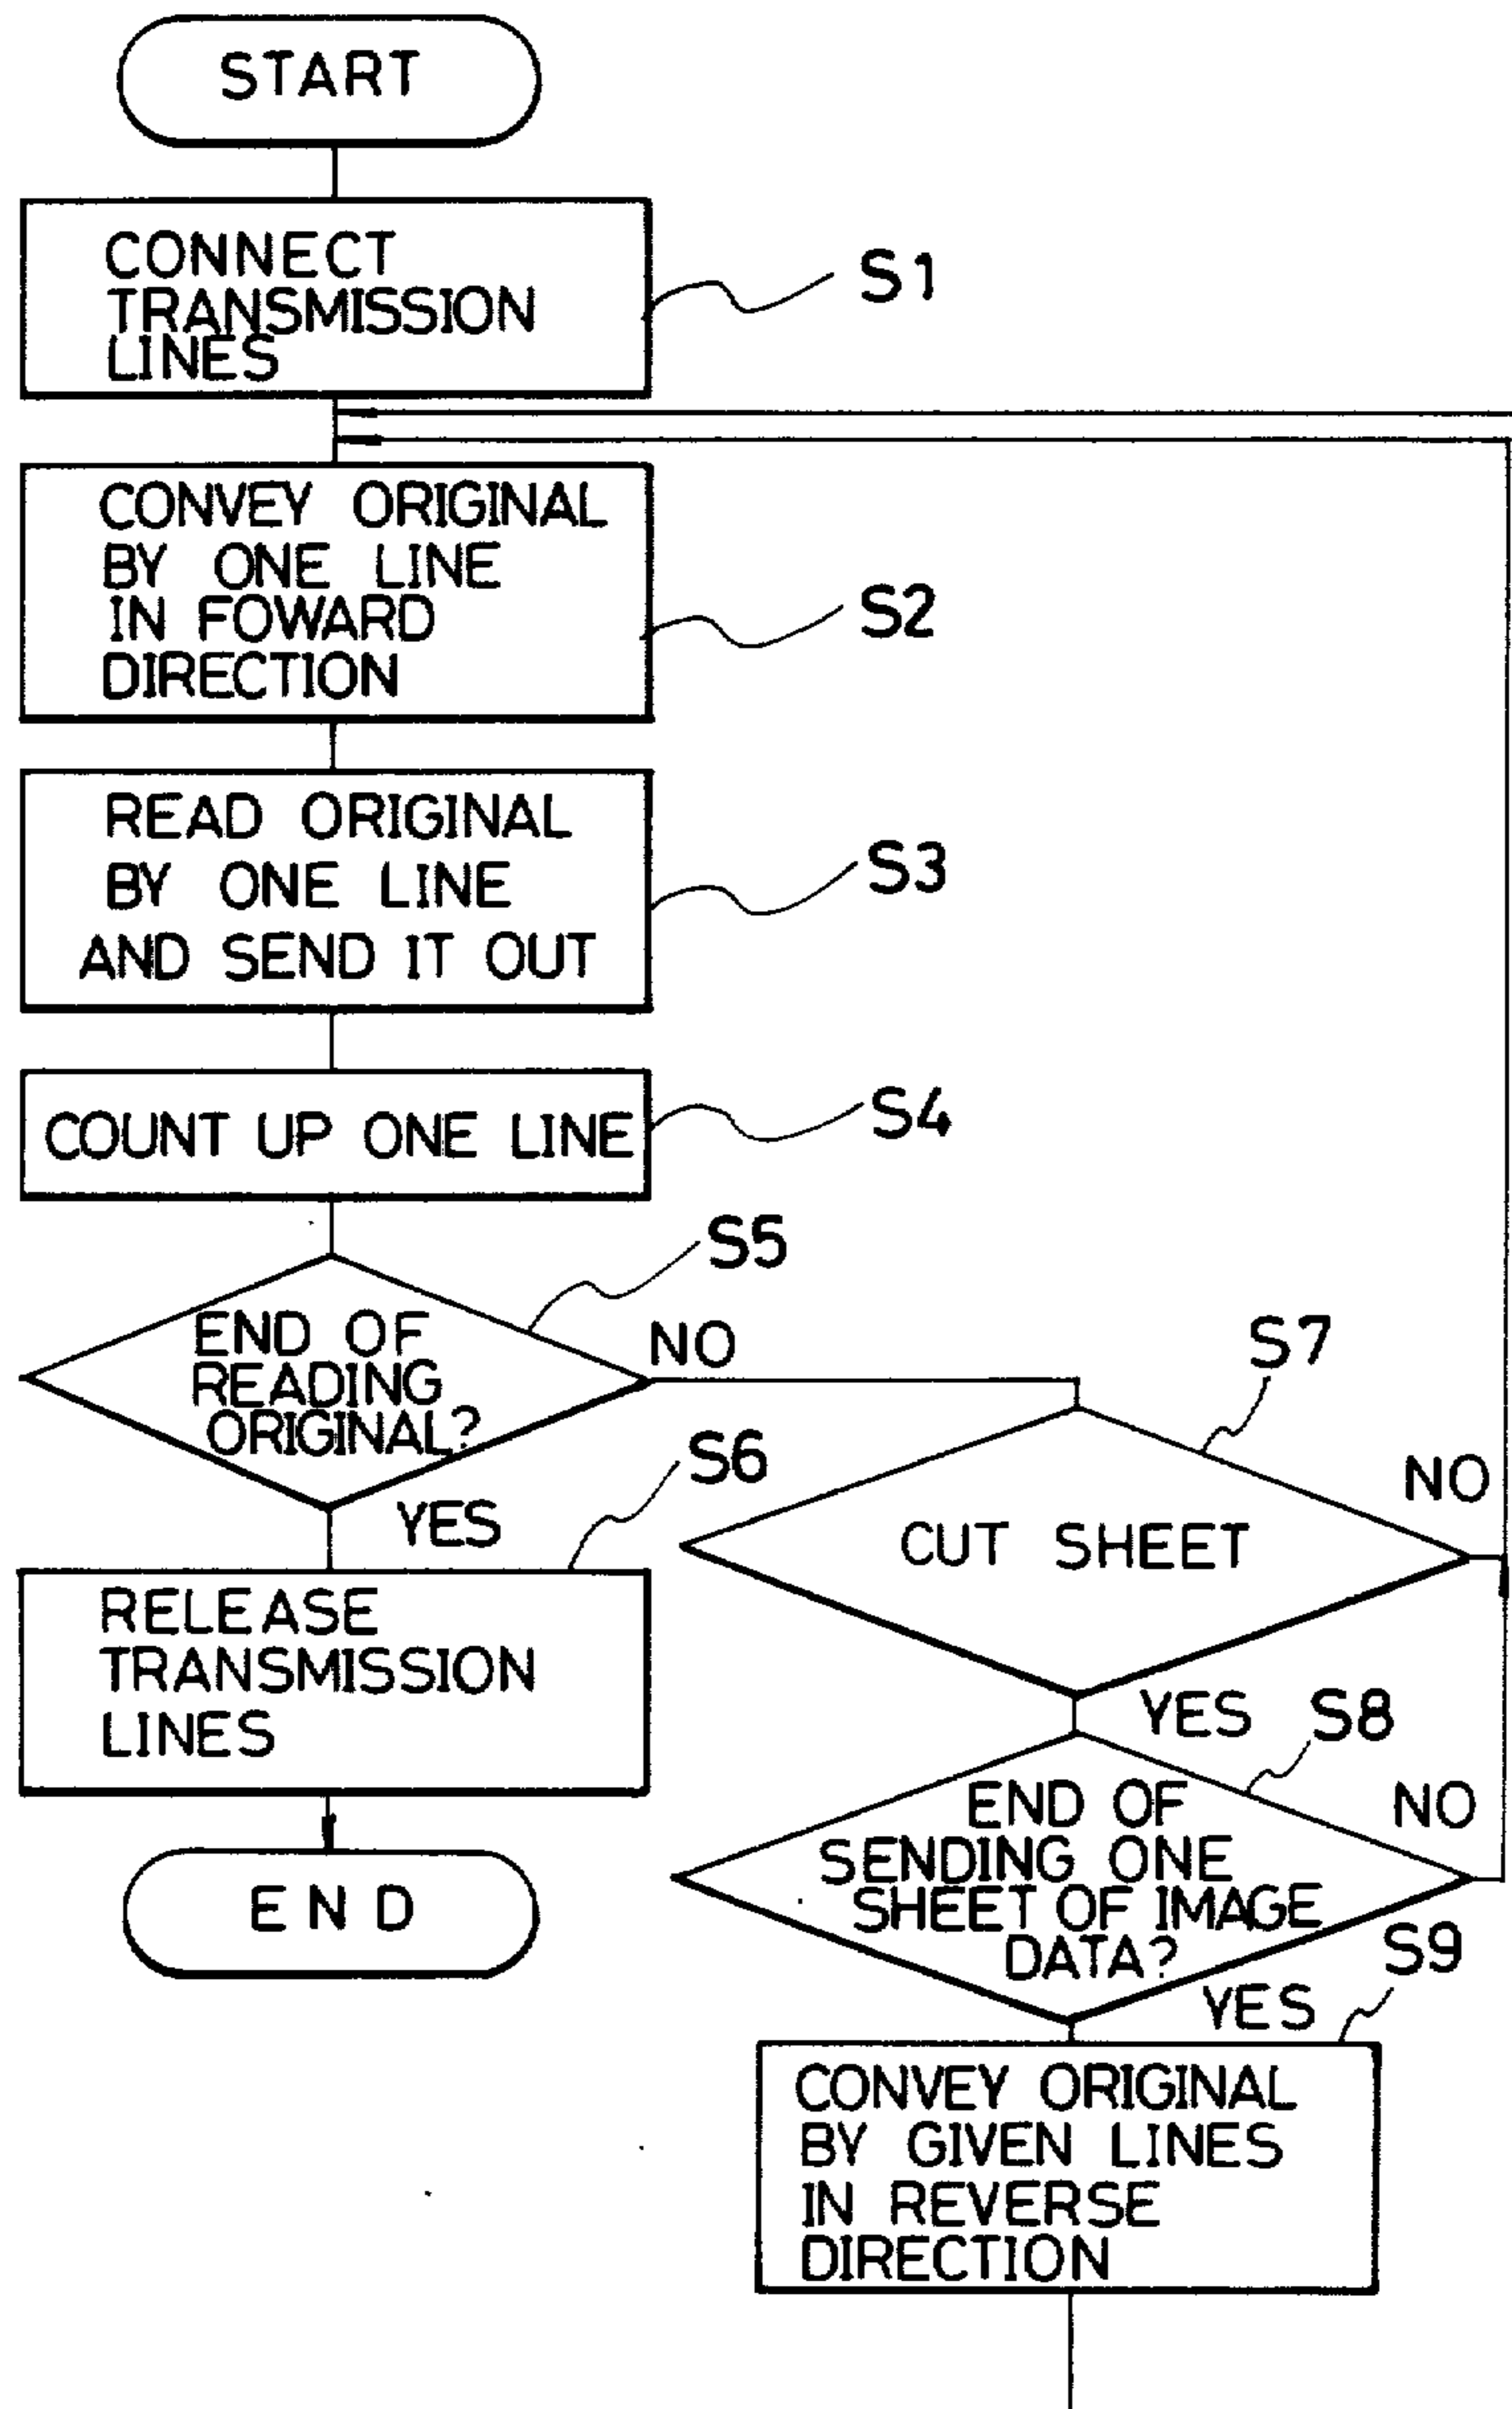 START
CONNECT
TRANSMISSION
LINES
S1
CONVEY ORIGINAL
BY ONE LINE
IN FOWARD
DIRECTION
S2
READ ORIGINAL
BY ONE LINE
AND SEND IT OUT
S3
COUNT UP ONE LINE
S4
END OF
READING
ORIGINAL?
S5
NO
YES
RELEASE
TRANSMISSION
LINES
S6
END
CUT SHEET
S7
NO
YES
END OF
SENDING ONE
SHEET OF IMAGE
DATA?
S8
NO
YES
CONVEY ORIGINAL
BY GIVEN LINES
IN REVERSE
DIRECTION
S9